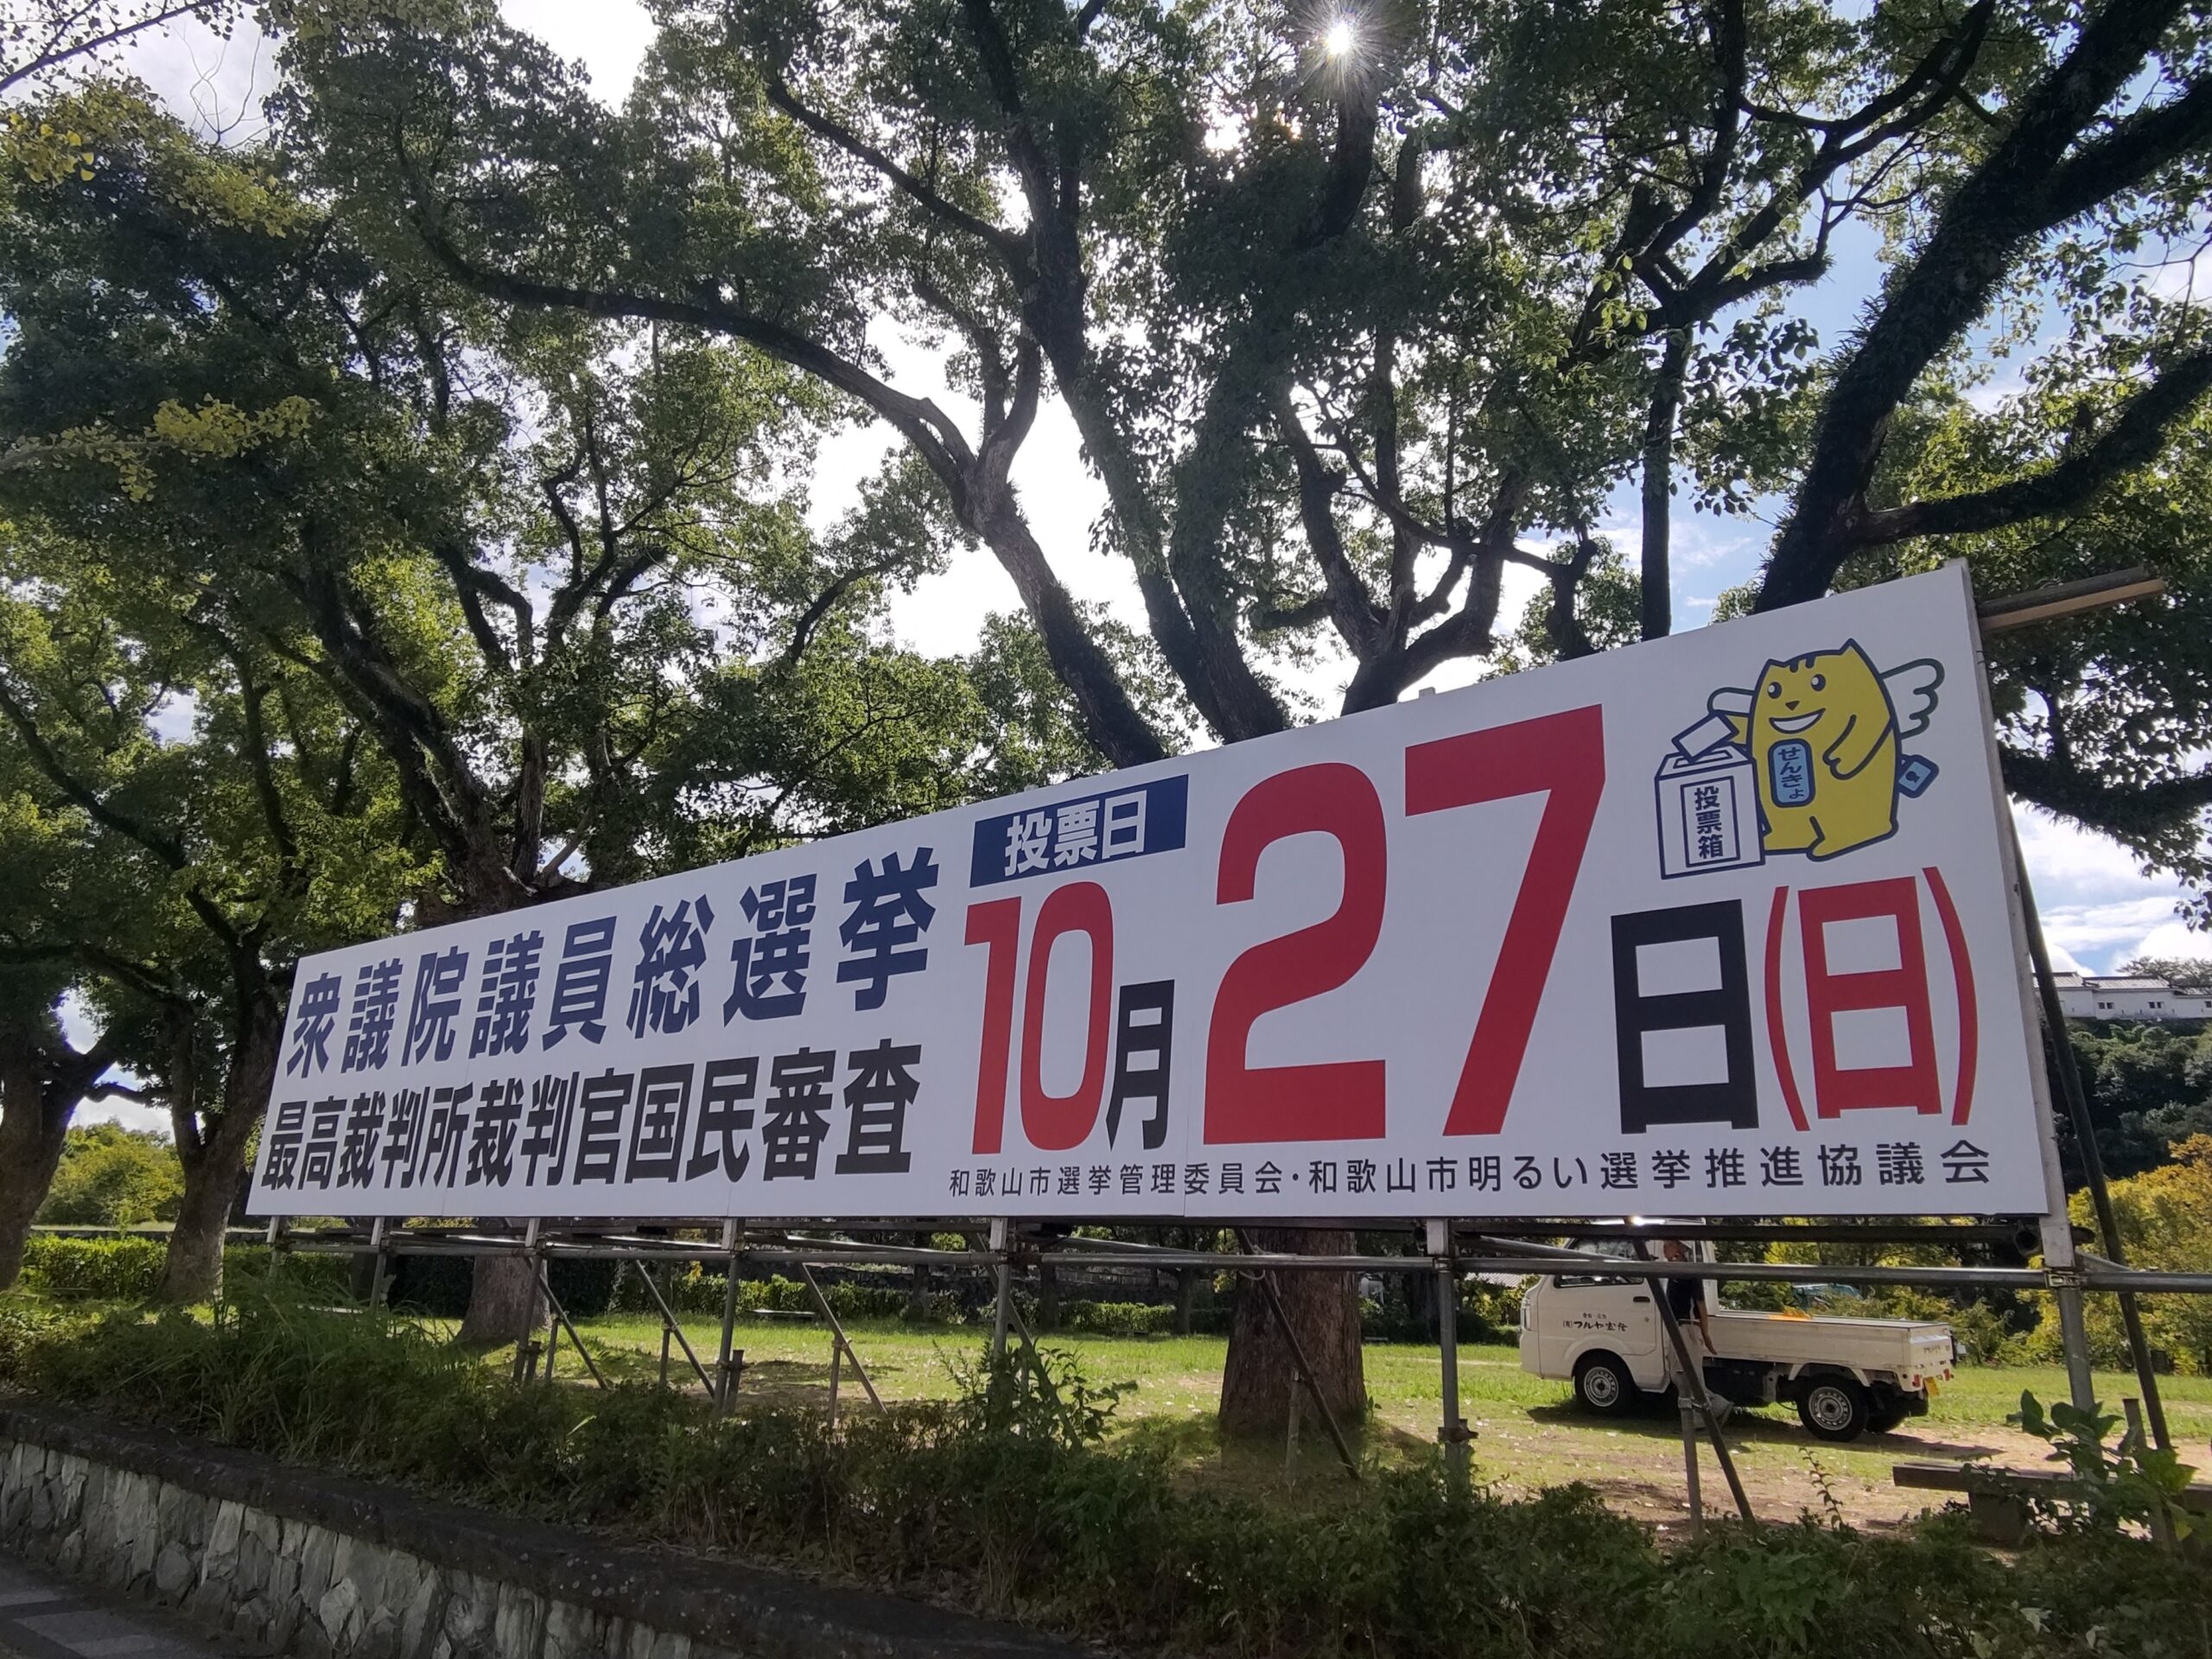 衆議院議員総選挙
最高裁判所裁判官国民審査
投票日
10月27日(日)
せんきょ
投票箱
和歌山市選挙管理委員会・和歌山市明るい選挙推進協議会